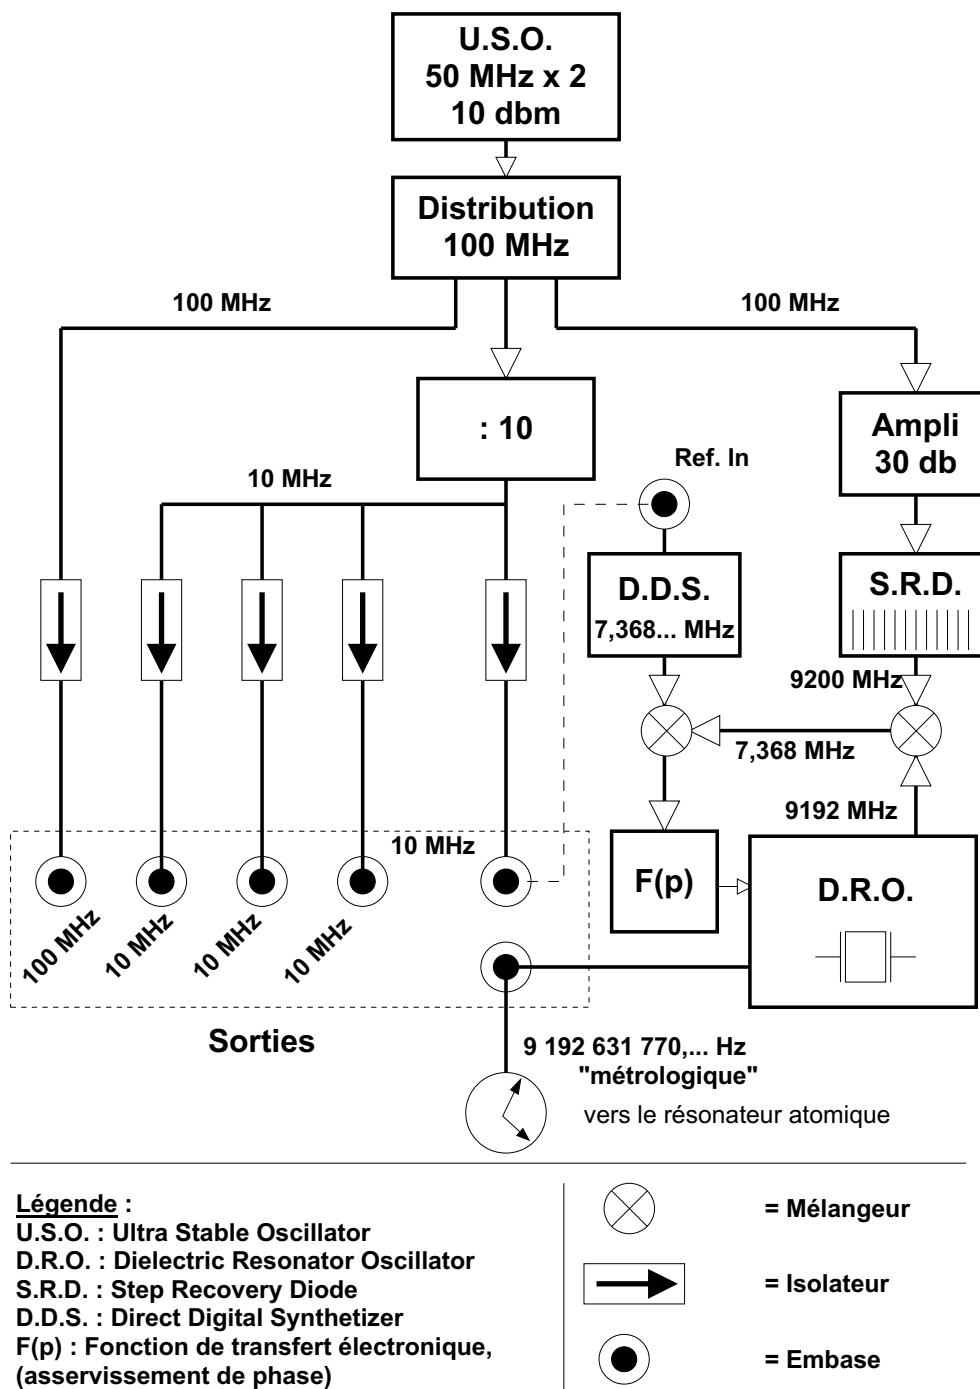 U.S.O.
50 MHz x 2
10 dbm
Distribution
100 MHz
100 MHz
100 MHz
: 10
Ampli
30 db
Ref. In
10 MHz
D.D.S.
7,368... MHz
S.R.D.
9200 MHz
7,368 MHz
9192 MHz
10 MHz
F(p)
D.R.O.
100 MHz
10 MHz
10 MHz
10 MHz
Sorties
9 192 631 770,... Hz
"métrologique"
vers le résonateur atomique
Légende :
U.S.O. : Ultra Stable Oscillator
D.R.O. : Dielectric Resonator Oscillator
S.R.D. : Step Recovery Diode
D.D.S. : Direct Digital Synthetizer
F(p) : Fonction de transfert électronique,
(asservissement de phase)
= Mélangeur
= Isolateur
= Embase